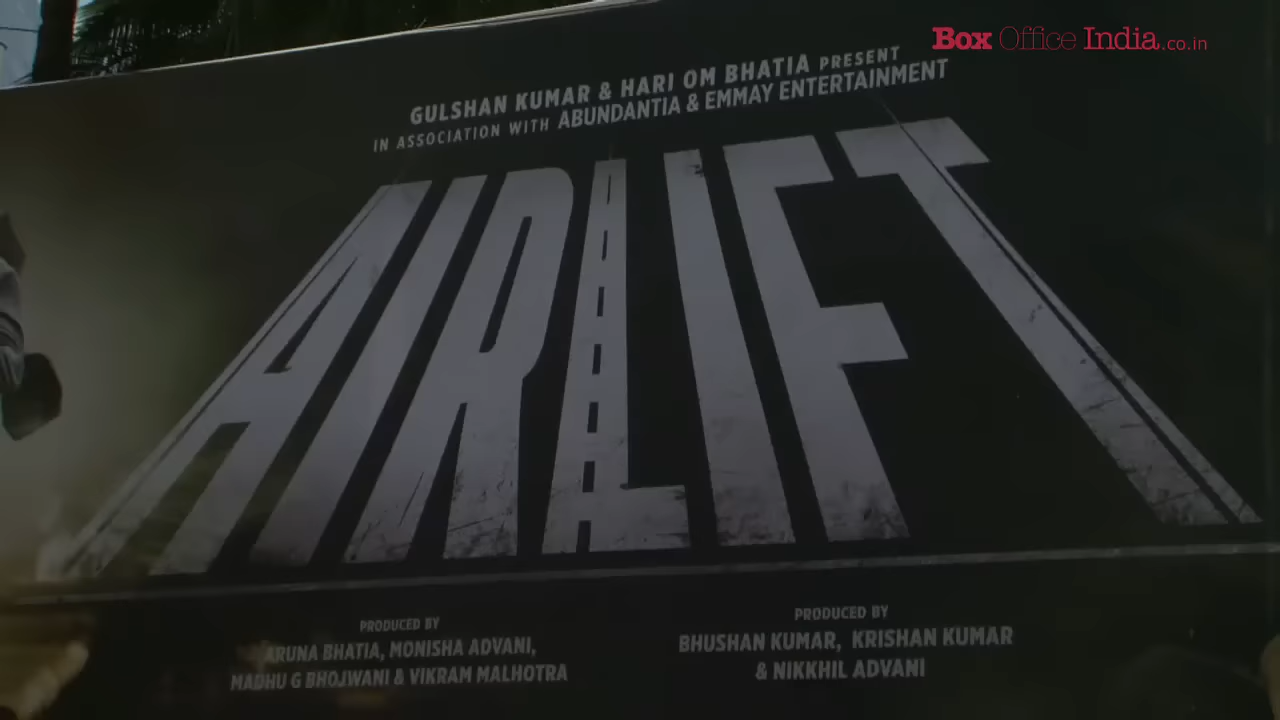 Box Office India.co.in
GULSHAN KUMAR & HARI OM BHATIA PRESENT
IN ASSOCIATION WITH ABUNDANTIA & EMMAY ENTERTAINMENT
AIRLIFT
PRODUCED BY
ARUNA BHATIA, MONISHA ADVANI,
MADHU G BHOJWANI & VIKRAM MALHOTRA
PRODUCED BY
BHUSHAN KUMAR, KRISHAN KUMAR
& NIKKHIL ADVANI